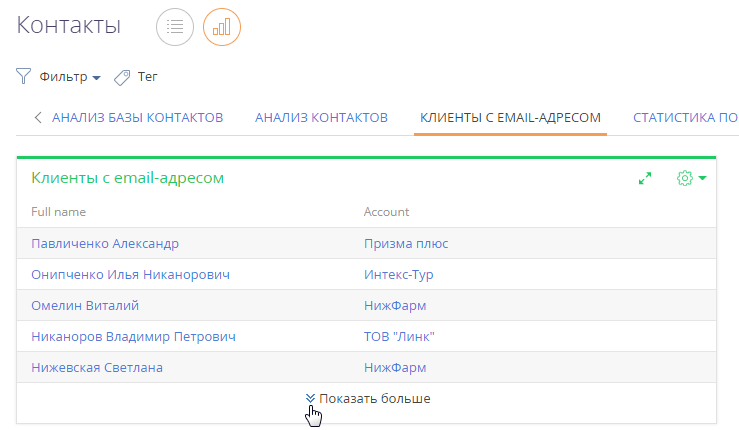 Контакты
Фильтр Тег
АНАЛИЗ БАЗЫ КОНТАКТОВ АНАЛИЗ КОНТАКТОВ КЛИЕНТЫ С EMAIL-АДРЕСОМ СТАТИСТИКА ПО
Клиенты с email-адресом
Full name Account
Павличенко Александр Призма плюс
Онипченко Илья Никанорович Интекс-Тур
Омелин Виталий НижФарм
Никаноров Владимир Петрович ТОВ "Линк"
Нижевская Светлана НижФарм
Показать больше